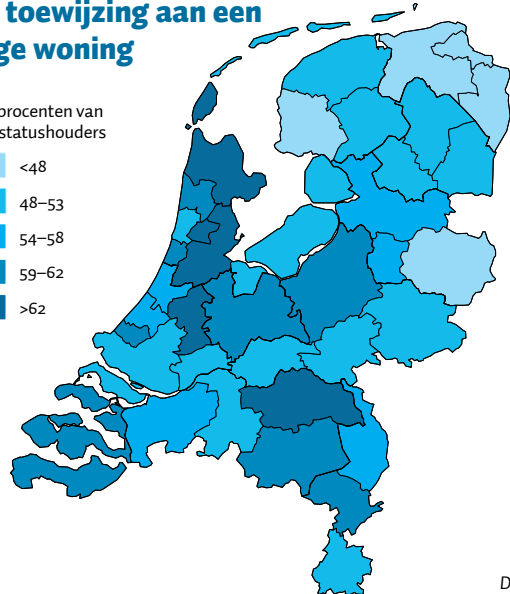 toewijzing aan een
ge woning
procenten van
statushouders
<48
48–53
54–58
59–62
>62
D